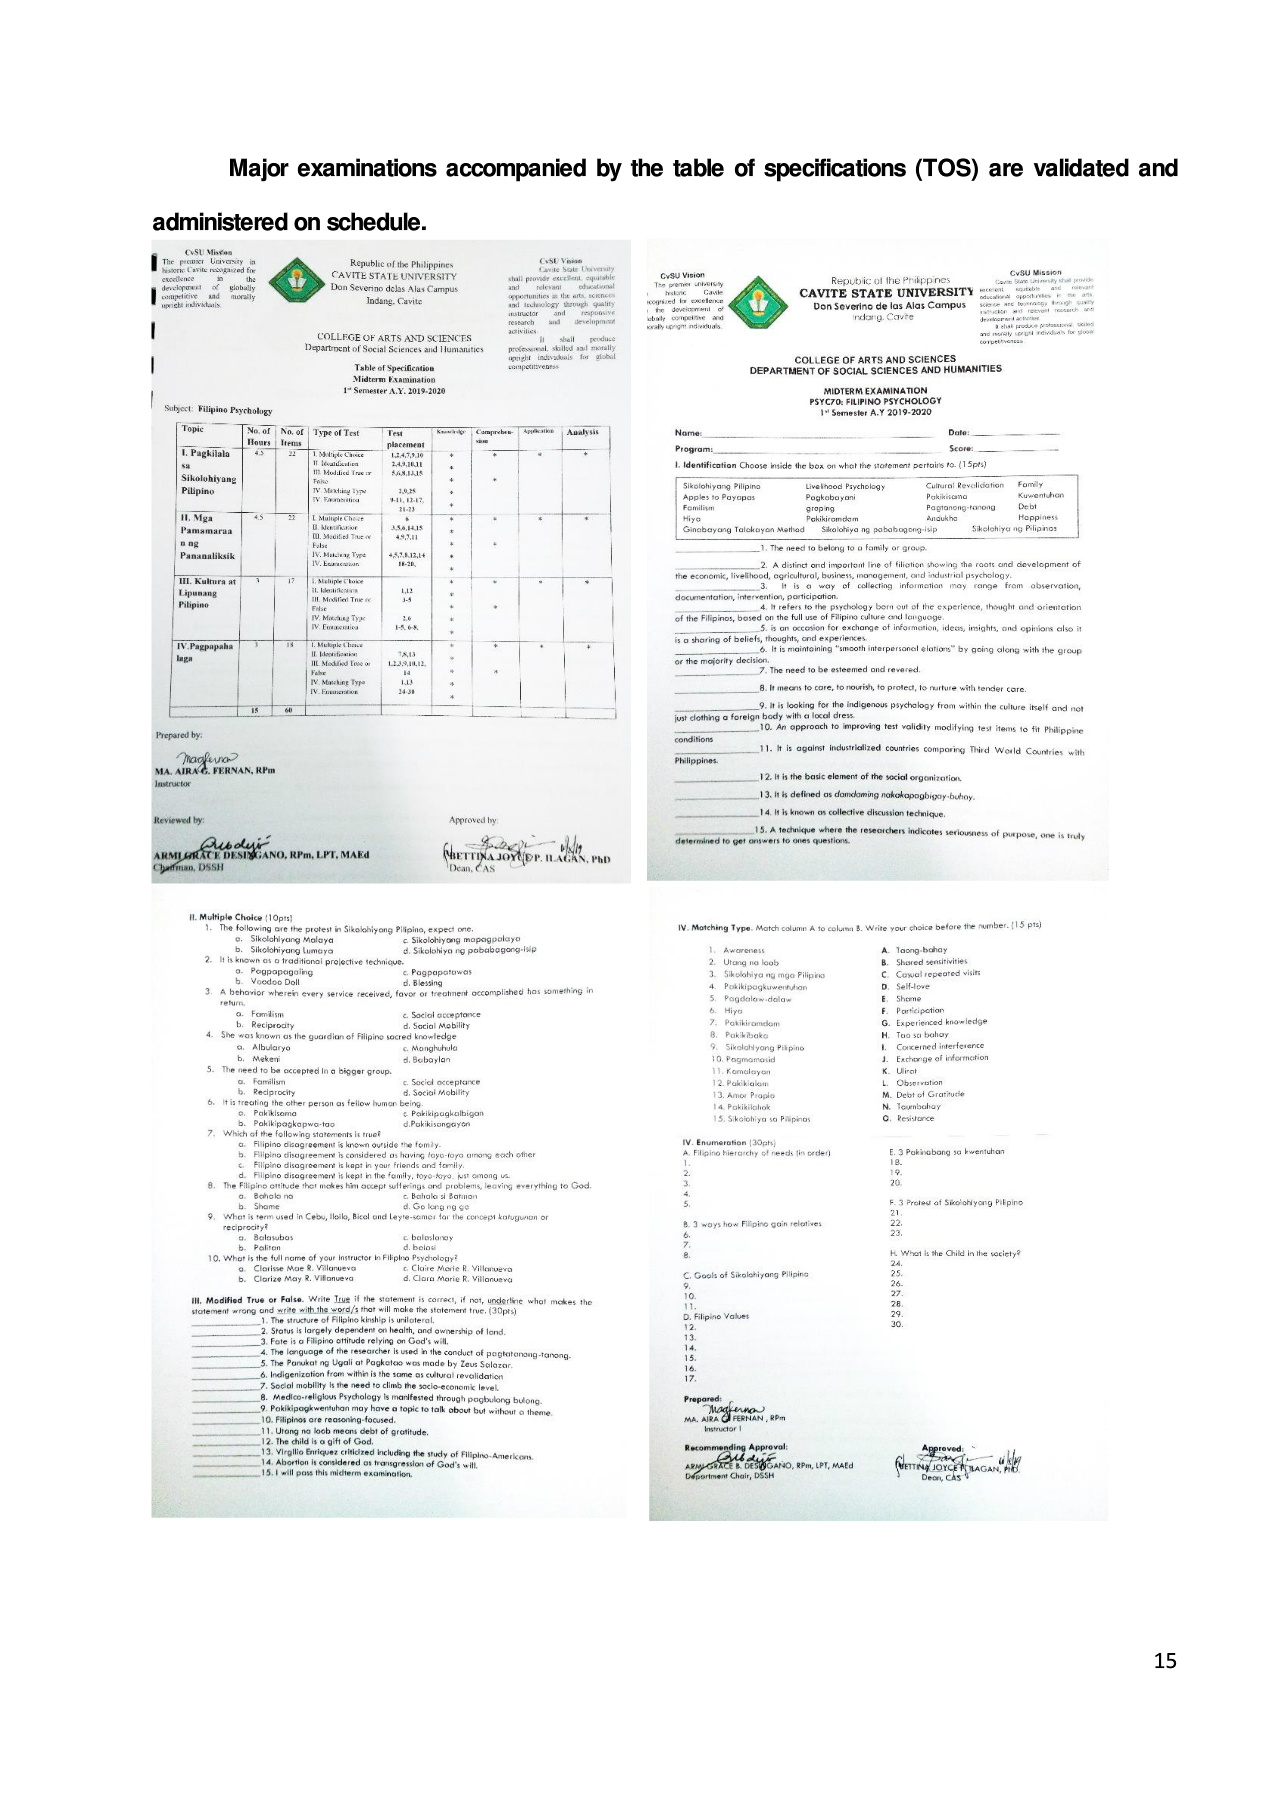 Major examinations accompanied by the table of specifications (TOS) are validated and
administered on schedule.
CvSU Mission
The premier University in
historic Cavite recognized for
excellence in the
development of globally
competitive and morally
upright individuals.
Republic of the Philippines
CAVITE STATE UNIVERSITY
Don Severino delas Alas Campus
Indang, Cavite
CvSU Vision
Cavite State University
shall provide excellent, equitable
and relevant educational
opportunities in the arts, sciences
and technology through quality
instructor and responsive
research and development
activities.
It shall produce
professional, skilled and morally
upright individuals for global
competitiveness
COLLEGE OF ARTS AND SCIENCES
Department of Social Sciences and Humanities
Table of Specification
Midterm Examination
1st Semester A.Y. 2019-2020
Subject: Filipino Psychology
Topic No. of Hours No. of Items Type of Test Test placement Knowledge Comprehen-sion Application Analysis
I. Pagkilala sa Sikolohiyang Pilipino 4.5 22
I. Multiple Choice 1,2,4,7,9,10 * * * *
II. Identification 2,4,9,10,11 *
III. Modified True or False 5,6,8,13,15 * *
IV. Matching Type 2,9,25 *
IV. Enumeration 9-11, 12-17, 21-23 *
II. Mga Pamamaraa n ng Pananaliksik 4.5 22
I. Multiple Choice 6 * * * *
II. Identification 3,5,6,14,15 *
III. Modified True or False 4,9,7,11 * *
IV. Matching Type 4,5,7,8,12,14 *
IV. Enumeration 18-20, *
III. Kultura at Lipunang Pilipino 3 17
I. Multiple Choice * * * *
II. Identification 1,12 *
III. Modified True or False 3-5 * *
IV. Matching Type 2,6 *
IV. Enumeration 1-5, 6-8, *
IV.Pagpapaha laga 3 18
I. Multiple Choice * * * *
II. Identification 7,8,13 *
III. Modified True or False 1,2,3,9,10,12, 14 * *
IV. Matching Type 1,13 *
IV. Enumeration 24-30 *
15 60
Prepared by:
MA. AIRA G. FERNAN, RPm
Instructor
Reviewed by:
ARMI GRACE DESINGANO, RPm, LPT, MAEd
Chairman, DSSH
Approved by:
BETTINA JOYCE P. ILAGAN, PhD
Dean, CAS
CvSU Vision
The premier university
historic Cavite
recognized for excellence
the development of
globally competitive and
morally upright individuals.
Republic of the Philippines
CAVITE STATE UNIVERSITY
Don Severino de las Alas Campus
Indang, Cavite
CvSU Mission
Cavite State University shall provide
excellent, equitable and relevant
educational opportunities in the arts,
science and technology through quality
instruction and relevant research and
development activities.
It shall produce professional, skilled
and morally upright individuals for global
competitiveness
COLLEGE OF ARTS AND SCIENCES
DEPARTMENT OF SOCIAL SCIENCES AND HUMANITIES
MIDTERM EXAMINATION
PSYC70: FILIPINO PSYCHOLOGY
1st Semester A.Y 2019-2020
Name: Date:
Program: Score:
I. Identification Choose inside the box on what the statement pertains to. (15pts)
Sikolohiyang Pilipino Livelihood Psychology Cultural Revalidation Family
Apples to Papayas Pagkabayani Pakikisama Kuwentuhan
Familism groping Pagtanong-tanong Debt
Hiya Pakikiramdam Andukha Happiness
Ginabayang Talakayan Method Sikolohiya ng pababagong-isip Sikolohiya ng Pilipinas
1. The need to belong to a family or group.
2. A distinct and important line of filiation showing the roots and development of
the economic, livelihood, agricultural, business, management, and industrial psychology.
3. It is a way of collecting information may range from observation,
documentation, intervention, participation.
4. It refers to the psychology born out of the experience, thought and orientation
of the Filipinos, based on the full use of Filipino culture and language.
5. is an occasion for exchange of information, ideas, insights, and opinions also it
is a sharing of beliefs, thoughts, and experiences.
6. It is maintaining "smooth interpersonal elations" by going along with the group
or the majority decision.
7. The need to be esteemed and revered.
8. It means to care, to nourish, to protect, to nurture with tender care.
9. It is looking for the indigenous psychology from within the culture itself and not
just clothing a foreign body with a local dress.
10. An approach to improving test validity modifying test items to fit Philippine
conditions
11. It is against industrialized countries comparing Third World Countries with
Philippines.
12. It is the basic element of the social organization.
13. It is defined as damdaming nakakapagbigay-buhay.
14. It is known as collective discussion technique.
15. A technique where the researchers indicates seriousness of purpose, one is truly
determined to get answers to ones questions.
II. Multiple Choice (10pts)
1. The following are the protest in Sikolohiyang Pilipino, expect one.
a. Sikolohiyang Malaya c. Sikolohiyang mapagpalaya
b. Sikolohiyang Lumaya d. Sikolohiya ng pababagong-isip
2. It is known as a traditional projective technique.
a. Pagpapagaling c. Pagpapatawas
b. Voodoo Doll d. Blessing
3. A behavior wherein every service received, favor or treatment accomplished has something in
return.
a. Familism c. Social acceptance
b. Reciprocity d. Social Mobility
4. She was known as the guardian of Filipino sacred knowledge
a. Albularyo c. Manghuhula
b. Mekeni d. Babaylan
5. The need to be accepted in a bigger group.
a. Familism c. Social acceptance
b. Reciprocity d. Social Mobility
6. It is treating the other person as fellow human being.
a. Pakikisama c. Pakikipagkaibigan
b. Pakikipagkapwa-tao d.Pakikisangayon
7. Which of the following statements is true?
a. Filipino disagreement is known outside the family.
b. Filipino disagreement is considered as having tayo-tayo among each other
c. Filipino disagreement is kept in your friends and family.
d. Filipino disagreement is kept in the family, tayo-tayo, just among us.
8. The Filipino attitude that makes him accept sufferings and problems, leaving everything to God.
a. Bahala na c. Bahala si Batman
b. Shame d. Go lang ng go
9. What is term used in Cebu, Iloilo, Bicol and Leyte-samar for the concept katugunan or
reciprocity?
a. Balasubas c. baloslanay
b. Palitan d. balasi
10. What is the full name of your instructor in Filipino Psychology?
a. Clarisse Mae R. Villanueva c. Claire Marie R. Villanueva
b. Clarize May R. Villanueva d. Clara Marie R. Villanueva
III. Modified True or False. Write True if the statement is correct, if not, underline what makes the
statement wrong and write with the word/s that will make the statement true. (30pts)
1. The structure of Filipino kinship is unilateral.
2. Status is largely dependent on health, and ownership of land.
3. Fate is a Filipino attitude relying on God's will.
4. The language of the researcher is used in the conduct of pagtatanong-tanong.
5. The Panukat ng Ugali at Pagkatao was made by Zeus Salazar.
6. Indigenization from within is the same as cultural revalidation
7. Social mobility is the need to climb the socio-economic level.
8. Medico-religious Psychology is manifested through pagbulong bulong.
9. Pakikipagkwentuhan may have a topic to talk about but without a theme.
10. Filipinos are reasoning-focused.
11. Utang na loob means debt of gratitude.
12. The child is a gift of God.
13. Virgilio Enriquez criticized including the study of Filipino-Americans.
14. Abortion is considered as transgression of God's will.
15. I will pass this midterm examination.
IV. Matching Type. Match column A to column B. Write your choice before the number. (15 pts)
1. Awareness A. Taong-bahay
2. Utang na loob B. Shared sensitivities
3. Sikolohiya ng mga Pilipino C. Casual repeated visits
4. Pakikipagkuwentuhan D. Self-love
5. Pagdalaw-dalaw E. Shame
6. Hiya F. Participation
7. Pakikiramdam G. Experienced knowledge
8. Pakikibaka H. Tao sa bahay
9. Sikolohiyang Pilipino I. Concerned interference
10. Pagmamasid J. Exchange of information
11. Kamalayan K. Ulirat
12. Pakikialam L. Observation
13. Amor Propio M. Debt of Gratitude
14. Pakikilahok N. Taumbahay
15. Sikolohiya sa Pilipinas O. Resistance
IV. Enumeration (30pts)
A. Filipino hierarchy of needs (in order)
1.
2.
3.
4.
5.
B. 3 ways how Filipino gain relatives
6.
7.
8.
C. Goals of Sikolohiyang Pilipino
9.
10.
11.
D. Filipino Values
12.
13.
14.
15.
16.
17.
E. 3 Pakinabang sa kwentuhan
18.
19.
20.
F. 3 Protest of Sikolohiyang Pilipino
21.
22.
23.
H. What is the Child in the society?
24.
25.
26.
27.
28.
29.
30.
Prepared:
MA. AIRA G FERNAN , RPm
Instructor I
Recommending Approval:
ARMI GRACE B. DESINGANO, RPm, LPT, MAEd
Department Chair, DSSH
Approved:
BETTINA JOYCE P. ILAGAN, PhD.
Dean, CAS
15